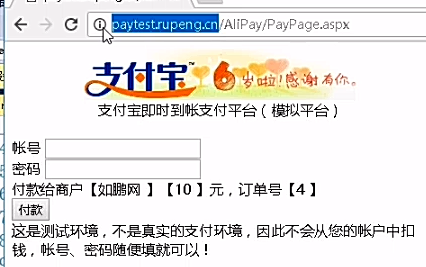 paytest.rupeng.cn/AliPay/PayPage.aspx
支付宝™ 6岁啦!感谢有你。
支付宝即时到帐支付平台(模拟平台)
帐号
密码
付款给商户【如鹏网 】【10 】元,订单号【4 】
付款
这是测试环境,不是真实的支付环境,因此不会从您的帐户中扣
钱,帐号、密码随便填就可以!